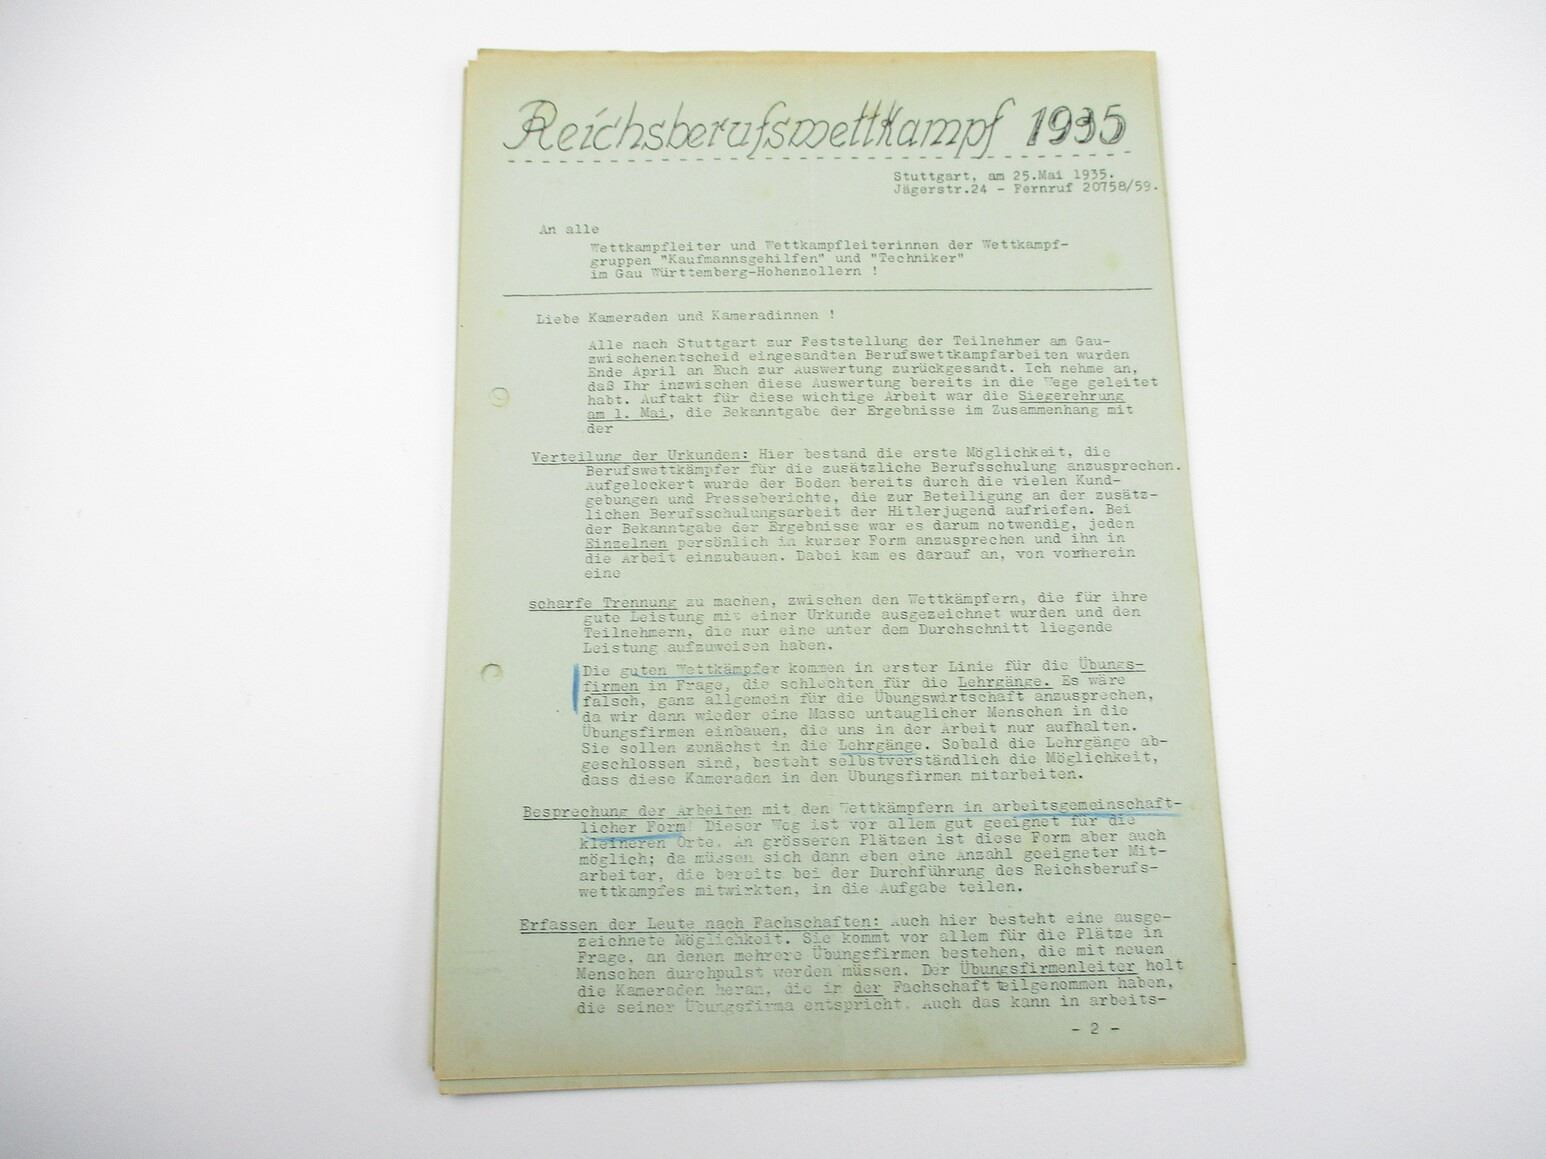 Reichsberufswettkampf 1935
Stuttgart, am 25.Mai 1935.
Jägerstr.24 - Fernruf 20758/59.
An alle
Wettkampfleiter und Wettkampfleiterinnen der Wettkampf-
gruppen "Kaufmannsgehilfen" und "Techniker"
im Gau Württemberg-Hohenzollern !
Liebe Kameraden und Kameradinnen !
Alle nach Stuttgart zur Feststellung der Teilnehmer am Gau-
zwischenentscheid eingesandten Berufswettkampfarbeiten wurden
Ende April an Euch zur Auswertung zurückgesandt. Ich nehme an,
daß Ihr inzwischen diese Auswertung bereits in die Wege geleitet
habt. Auftakt für diese wichtige Arbeit war die Siegerehrung
am 1. Mai, die Bekanntgabe der Ergebnisse im Zusammenhang mit
der
Verteilung der Urkunden: Hier bestand die erste Möglichkeit, die
Berufswettkämpfer für die zusätzliche Berufsschulung anzusprechen.
Aufgelockert wurde der Boden bereits durch die vielen Kund-
gebungen und Presseberichte, die zur Beteiligung an der zusätz-
lichen Berufsschulungsarbeit der Hitlerjugend aufriefen. Bei
der Bekanntgabe der Ergebnisse war es darum notwendig, jeden
Einzelnen persönlich in kurzer Form anzusprechen und ihn in
die Arbeit einzubauen. Dabei kam es darauf an, von vornherein
eine
scharfe Trennung zu machen, zwischen den Wettkämpfern, die für ihre
gute Leistung mit einer Urkunde ausgezeichnet wurden und den
Teilnehmern, die nur eine unter dem Durchschnitt liegende
Leistung aufzuweisen haben.
Die guten Wettkämpfer kommen in erster Linie für die Übungs-
firmen in Frage, die schlechten für die Lehrgänge. Es wäre
falsch, ganz allgemein für die Übungswirtschaft anzusprechen,
da wir dann wieder eine Masse untauglicher Menschen in die
Übungsfirmen einbauen, die uns in der Arbeit nur aufhalten.
Sie sollen zunächst in die Lehrgänge. Sobald die Lehrgänge ab-
geschlossen sind, besteht selbstverständlich die Möglichkeit,
dass diese Kameraden in den Übungsfirmen mitarbeiten.
Besprechung der Arbeiten mit den Wettkämpfern in arbeitsgemeinschaft-
licher Form! Dieser Weg ist vor allem gut geeignet für die
kleineren Orte. An grösseren Plätzen ist diese Form aber auch
möglich; da müssen sich dann eben eine Anzahl geeigneter Mit-
arbeiter, die bereits bei der Durchführung des Reichsberufs-
wettkampfes mitwirkten, in die Aufgabe teilen.
Erfassen der Leute nach Fachschaften: Auch hier besteht eine ausge-
zeichnete Möglichkeit. Sie kommt vor allem für die Plätze in
Frage, an denen mehrere Übungsfirmen bestehen, die mit neuen
Menschen durchpulst werden müssen. Der Übungsfirmenleiter holt
die Kameraden heran, die in der Fachschaft teilgenommen haben,
die seiner Übungsfirma entspricht. Auch das kann in arbeits-
- 2 -